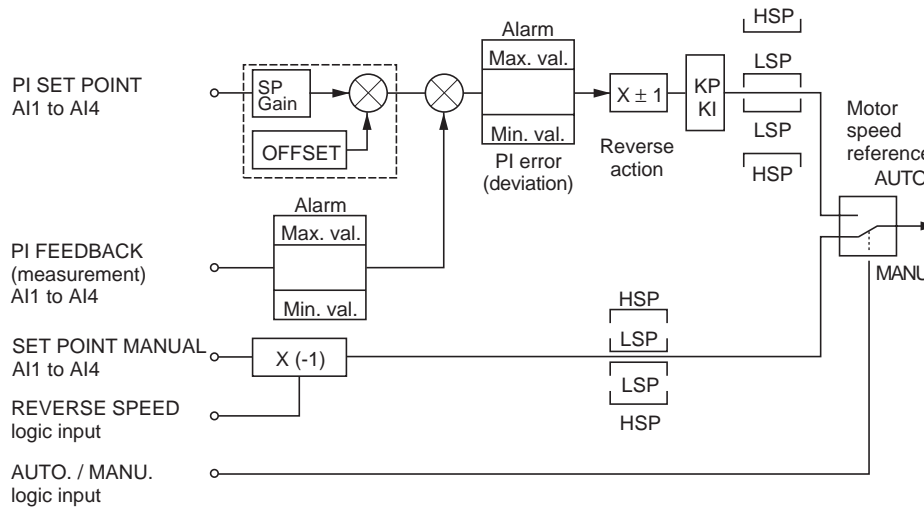 PI SET POINT
AI1 to AI4
SP
Gain
OFFSET
Alarm
Max. val.
Min. val.
PI error
(deviation)
X ± 1
Reverse
action
KP
KI
HSP
LSP
LSP
HSP
Motor
speed
reference
AUTO
MANU
PI FEEDBACK
(measurement)
AI1 to AI4
Alarm
Max. val.
Min. val.
SET POINT MANUAL
AI1 to AI4
X (-1)
HSP
LSP
LSP
HSP
REVERSE SPEED
logic input
AUTO. / MANU.
logic input